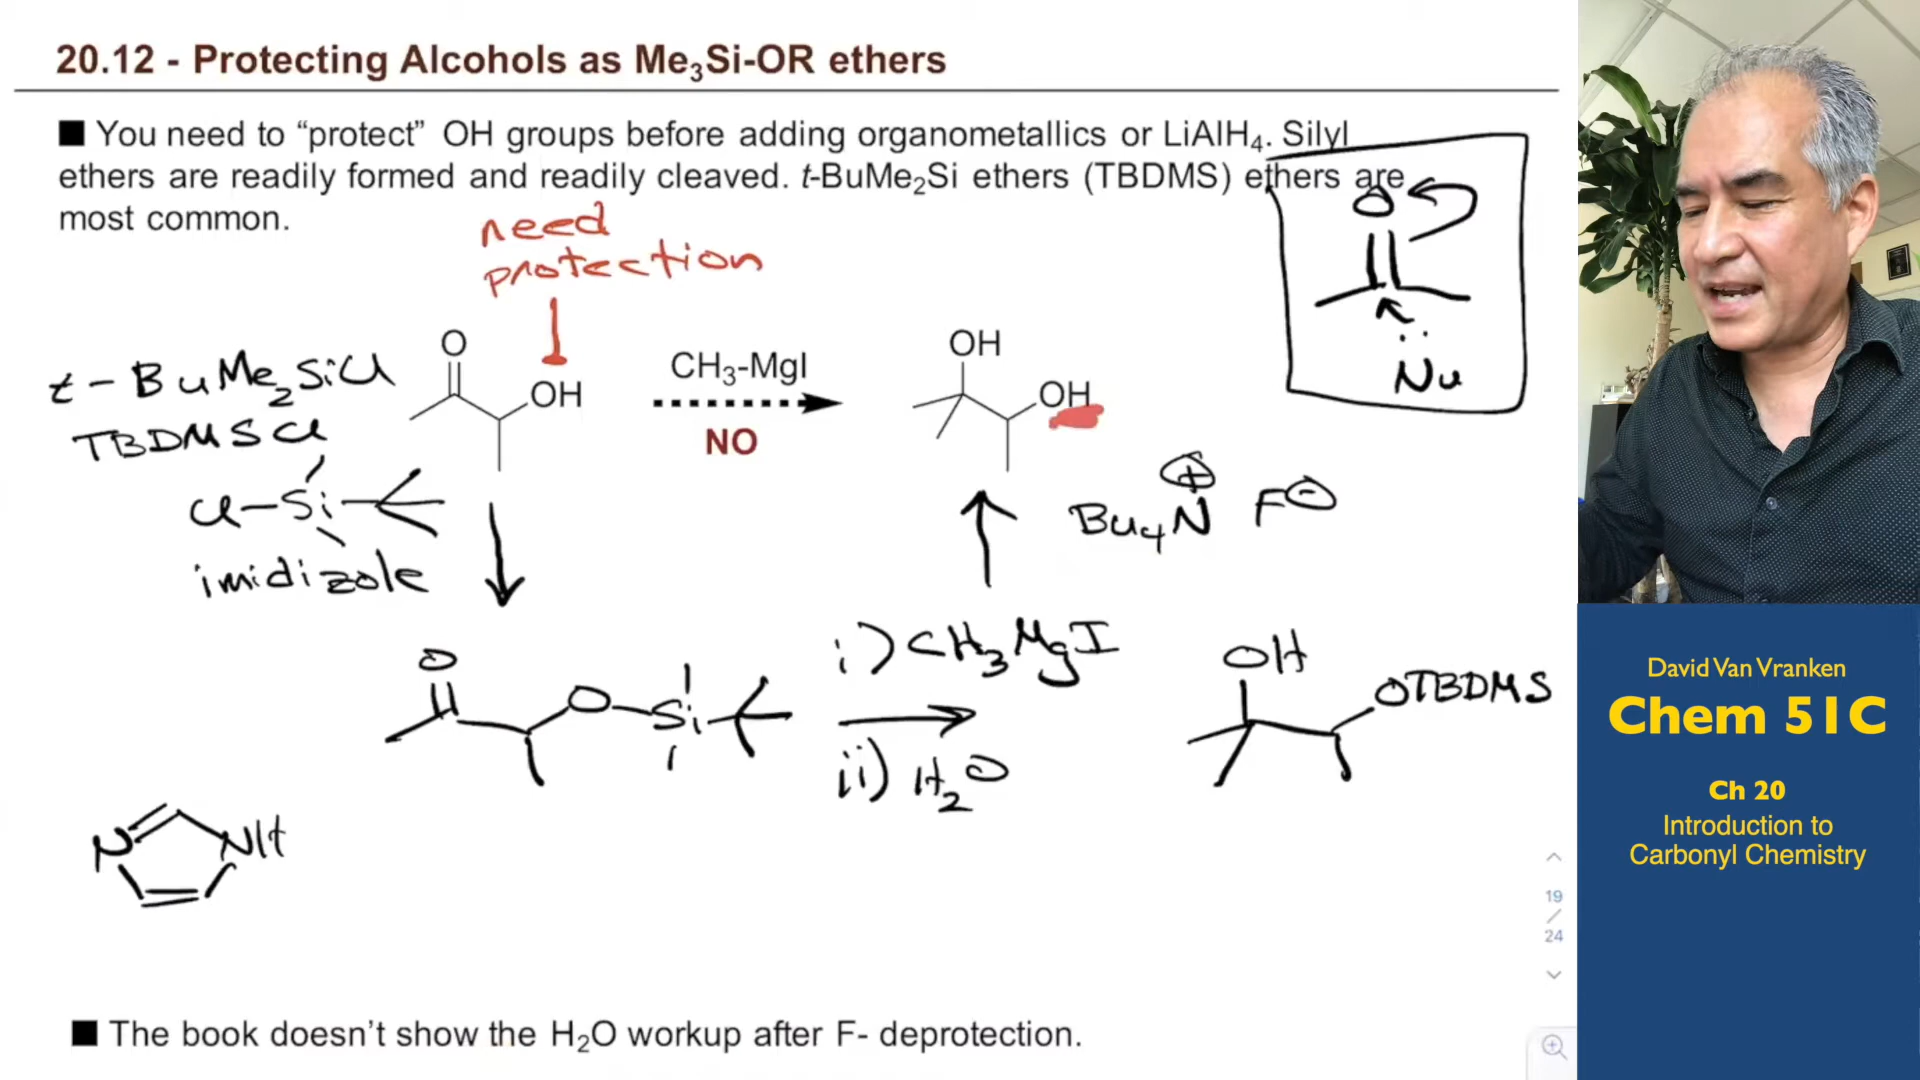 20.12 - Protecting Alcohols as Me₃Si-OR ethers
■ You need to “protect” OH groups before adding organometallics or LiAlH₄. Silyl
ethers are readily formed and readily cleaved. t-BuMe₂Si ethers (TBDMS) ethers are
most common.
need
protection
O
Nu
t-BuMe₂SiCl
TBDMSCl
Cl-Si
imidizole
O
OH
CH₃-MgI
NO
OH
OH
Bu₄N⊕ F⊖
O
O-Si
i) CH₃MgI
ii) H₂O
OH
OTBDMS
N
NH
■ The book doesn’t show the H₂O workup after F- deprotection.
19
/
24
David Van Vranken
Chem 51C
Ch 20
Introduction to
Carbonyl Chemistry